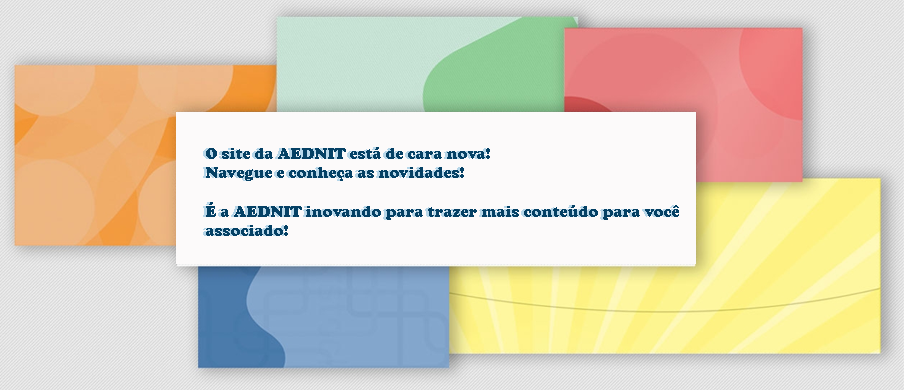 O site da AEDNIT está de cara nova!
Navegue e conheça as novidades!
É a AEDNIT inovando para trazer mais conteúdo para você
associado!